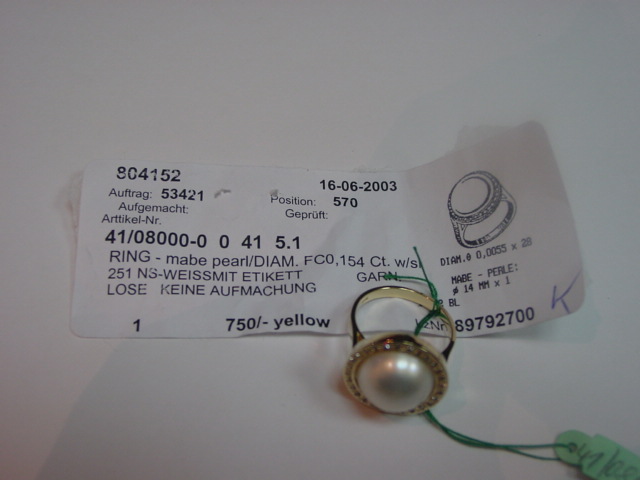 804152
16-06-2003
Auftrag: 53421
Position: 570
Aufgemacht:
Geprüft:
Arttikel-Nr.
41/08000-0 0 41 5.1
RING - mabe pearl/DIAM. FC0,154 Ct. w/si
251 NS-WEISSMIT ETIKETT GARN.
LOSE KEINE AUFMACHUNG
1 750/- yellow
89792700
DIAM.@ 0,0055 x 28
MABE - PERLE:
ø 14 MM x 1
BL
K